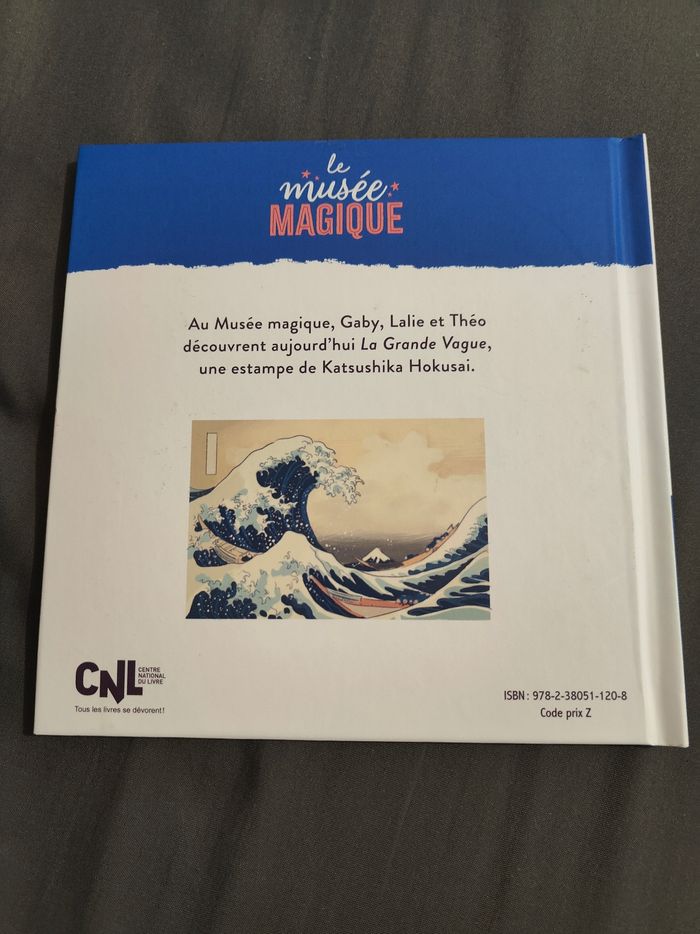 le
musée
MAGIQUE
Au Musée magique, Gaby, Lalie et Théo
découvrent aujourd'hui La Grande Vague,
une estampe de Katsushika Hokusai.
CNL
CENTRE
NATIONAL
DU LIVRE
Tous les livres se dévorent!
ISBN : 978-2-38051-120-8
Code prix Z